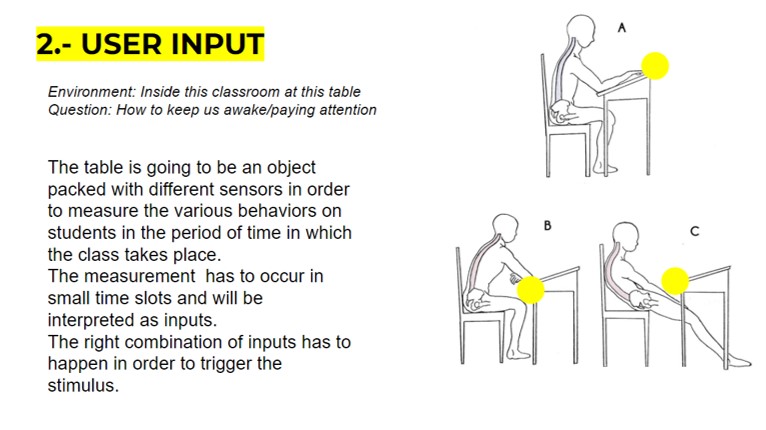 2.- USER INPUT
Environment: Inside this classroom at this table
Question: How to keep us awake/paying attention
The table is going to be an object
packed with different sensors in order
to measure the various behaviors on
students in the period of time in which
the class takes place.
The measurement  has to occur in
small time slots and will be
interpreted as inputs.
The right combination of inputs has to
happen in order to trigger the
stimulus.
A
B
C